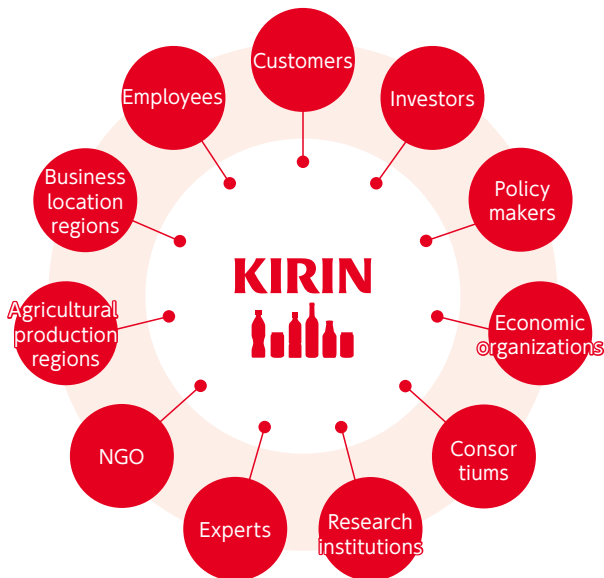 Customers
Investors
Policy
makers
Economic
organizations
Consor
tiums
Research
institutions
Experts
NGO
Agricultural
production
regions
Business
location
regions
Employees
KIRIN